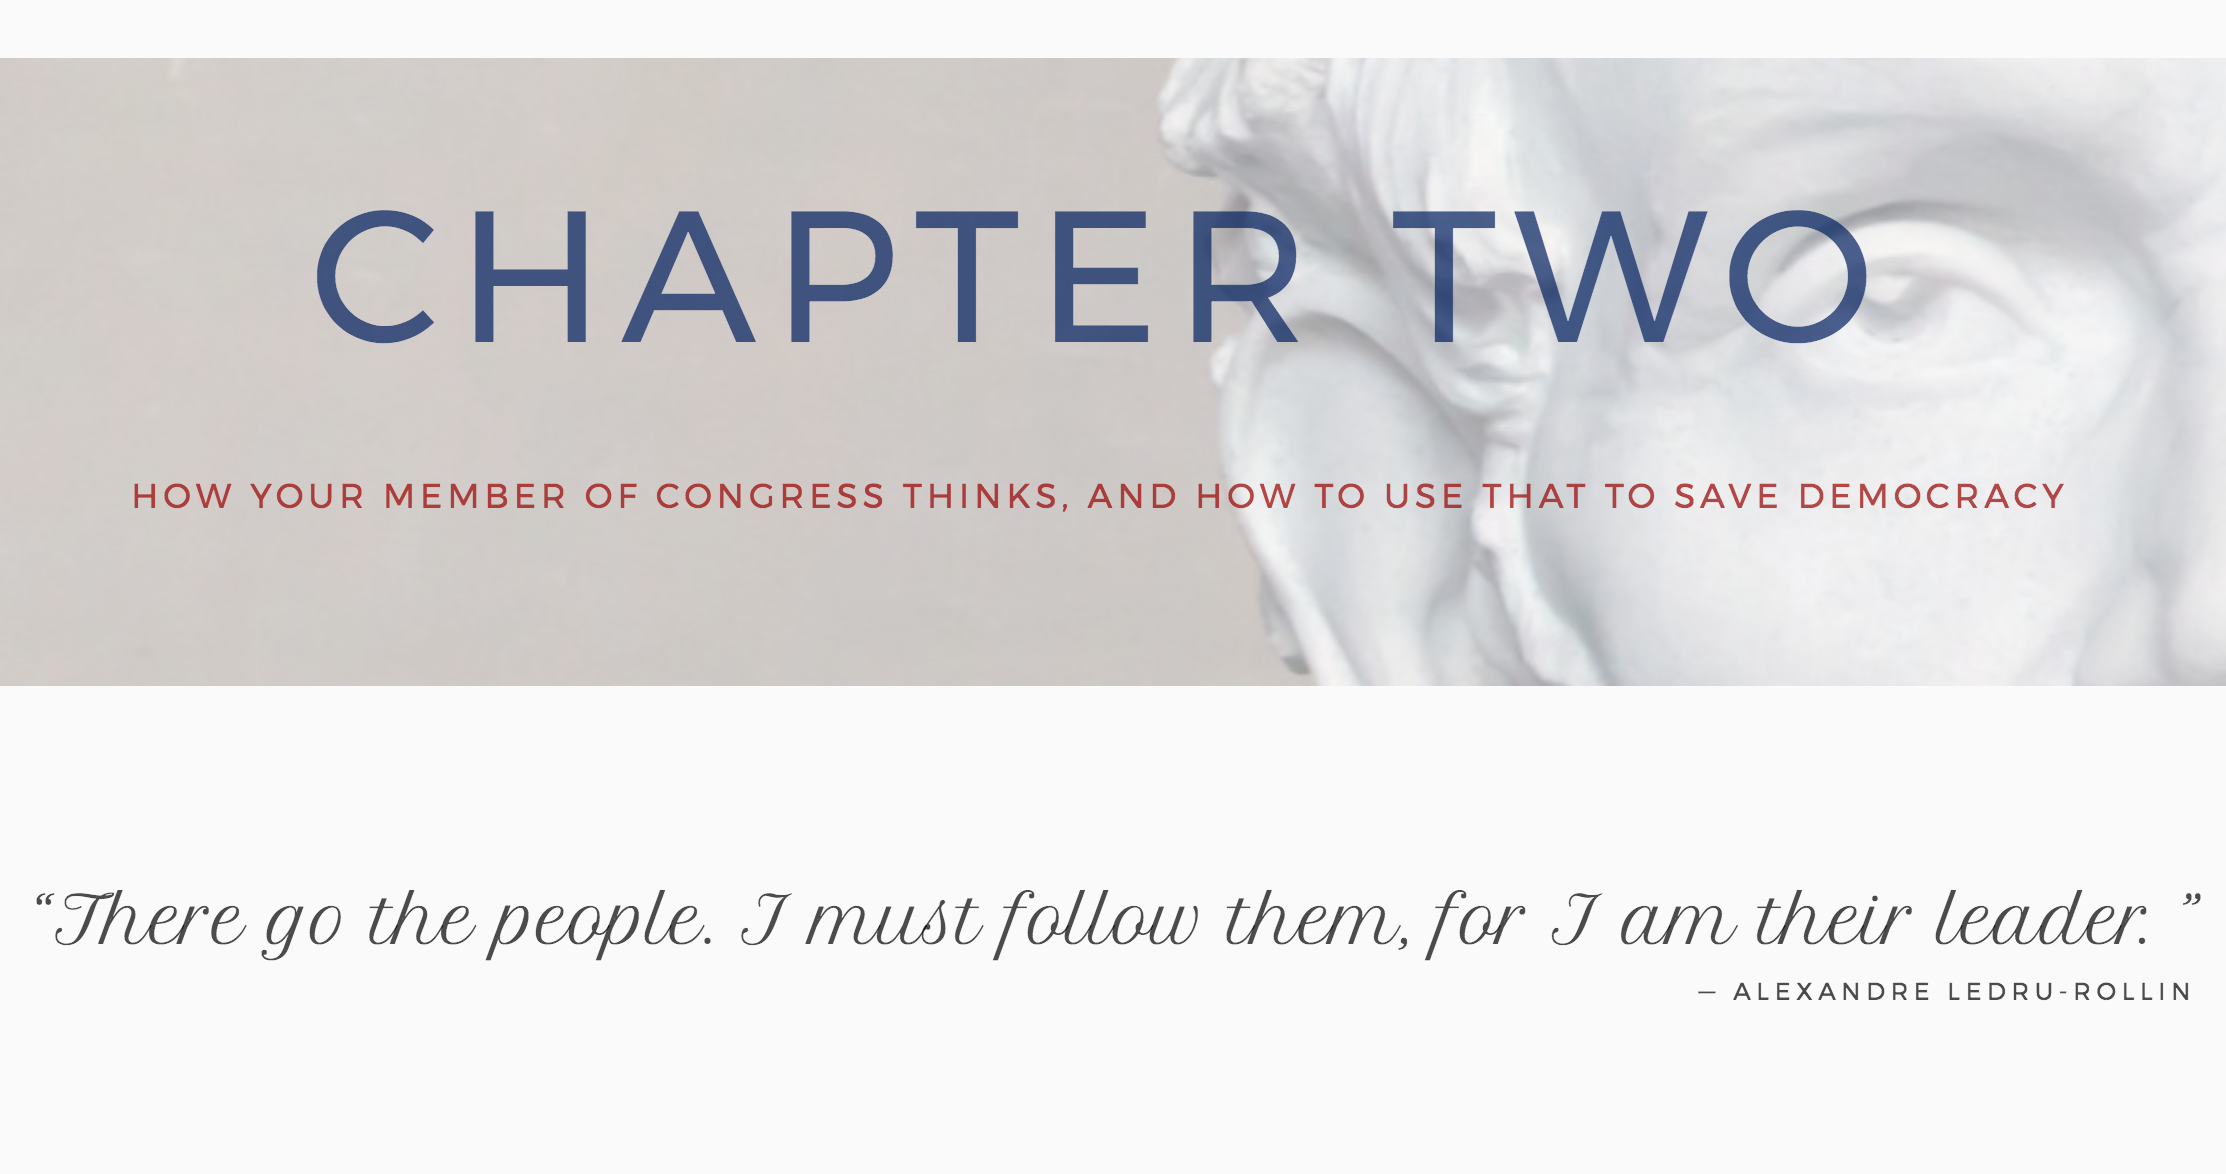 CHAPTER TWO
HOW YOUR MEMBER OF CONGRESS THINKS, AND HOW TO USE THAT TO SAVE DEMOCRACY
“There go the people. I must follow them, for I am their leader. ”
– ALEXANDRE LEDRU-ROLLIN